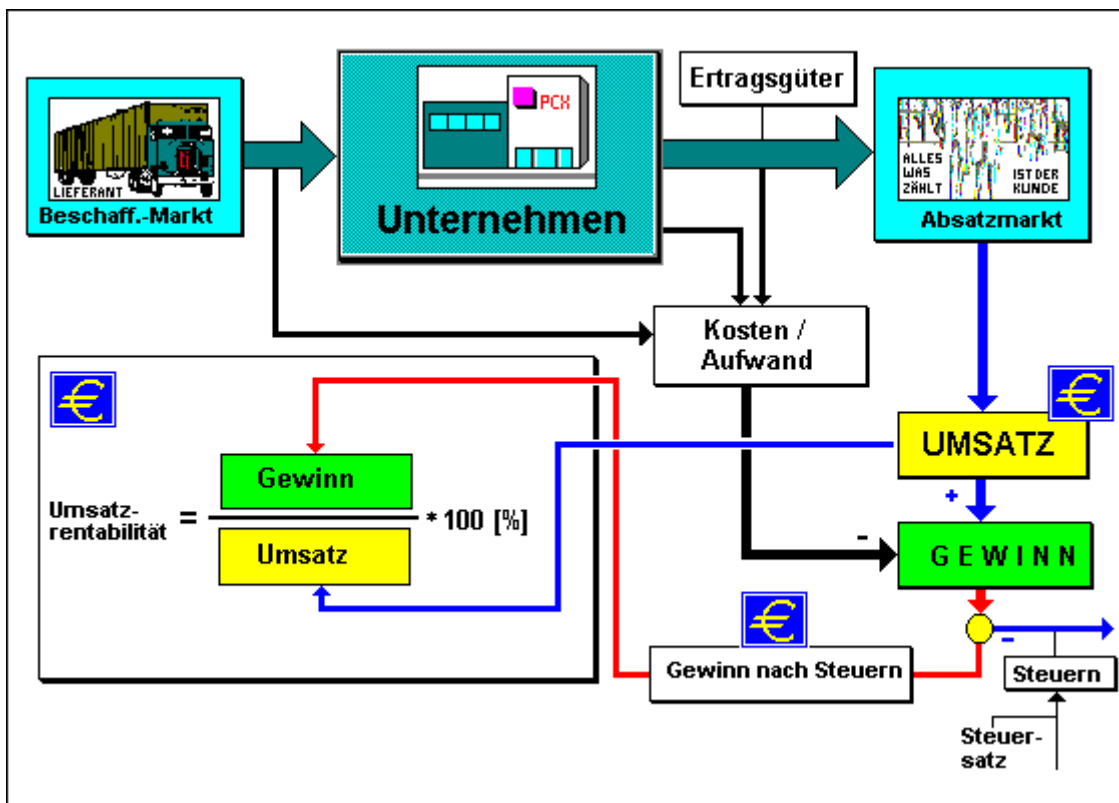 Ertragsgüter
PCX
LIEFERANT
Beschaff.-Markt
Unternehmen
ALLES
WAS
ZÄHLT
IST DER
KUNDE
Absatzmarkt
Kosten /
Aufwand
€
€
UMSATZ
+
-
G E W I N N
Gewinn
Umsatz-
rentabilität
=
* 100 [%]
Umsatz
€
-
Gewinn nach Steuern
Steuern
Steuer-
satz